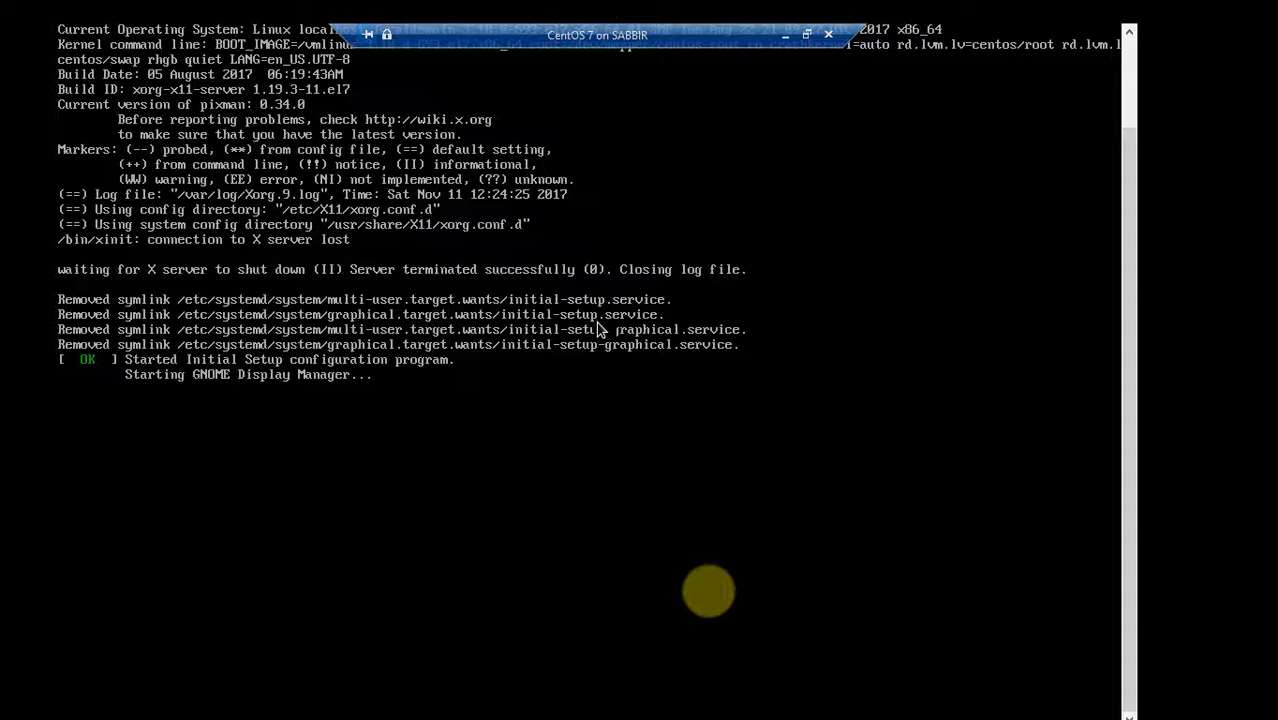 CentOS 7 on SABBIR
Current Operating System: Linux 2017 x86_64
Kernel command line: BOOT_IMAGE=/vmlinu =auto rd.lvm.lv=centos/root rd.lvm.l
centos/swap rhgb quiet LANG=en_US.UTF-8
Build Date: 05 August 2017  06:19:43AM
Build ID: xorg-x11-server 1.19.3-11.el7
Current version of pixman: 0.34.0
Before reporting problems, check http://wiki.x.org
to make sure that you have the latest version.
Markers: (--) probed, (**) from config file, (==) default setting,
(++) from command line, (!!) notice, (II) informational,
(WW) warning, (EE) error, (NI) not implemented, (??) unknown.
(==) Log file: "/var/log/Xorg.9.log", Time: Sat Nov 11 12:24:25 2017
(==) Using config directory: "/etc/X11/xorg.conf.d"
(==) Using system config directory "/usr/share/X11/xorg.conf.d"
/bin/xinit: connection to X server lost
waiting for X server to shut down (II) Server terminated successfully (0). Closing log file.
Removed symlink /etc/systemd/system/multi-user.target.wants/initial-setup.service.
Removed symlink /etc/systemd/system/graphical.target.wants/initial-setup.service.
Removed symlink /etc/systemd/system/multi-user.target.wants/initial-setup-graphical.service.
Removed symlink /etc/systemd/system/graphical.target.wants/initial-setup-graphical.service.
[  OK  ] Started Initial Setup configuration program.
Starting GNOME Display Manager...